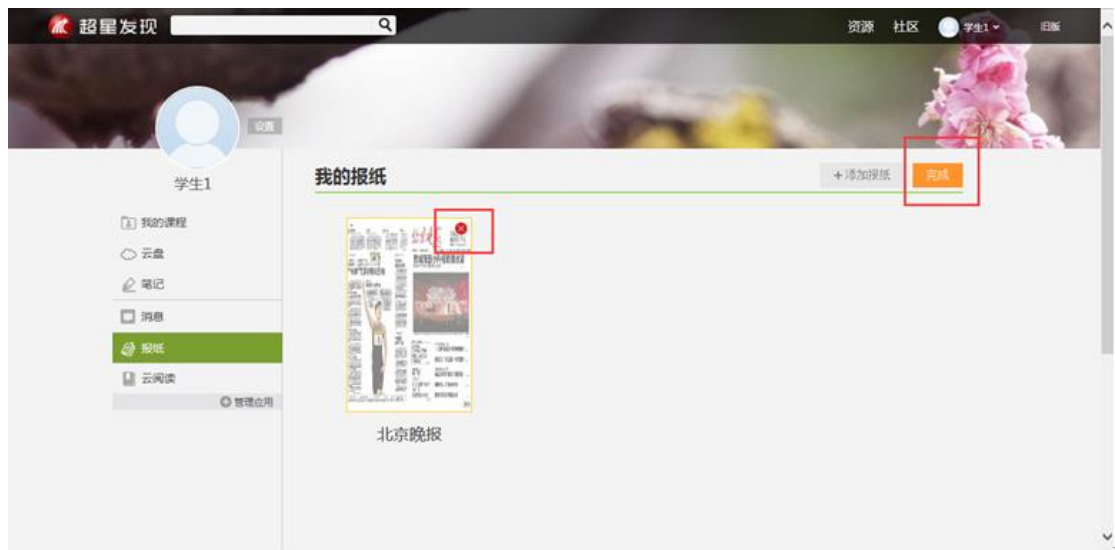 超星发现
资源 社区 学生1 旧版
设置
学生1
我的报纸
+添加报纸 完成
我的课程
云盘
笔记
消息
报纸
云阅读
管理应用
北京晚报